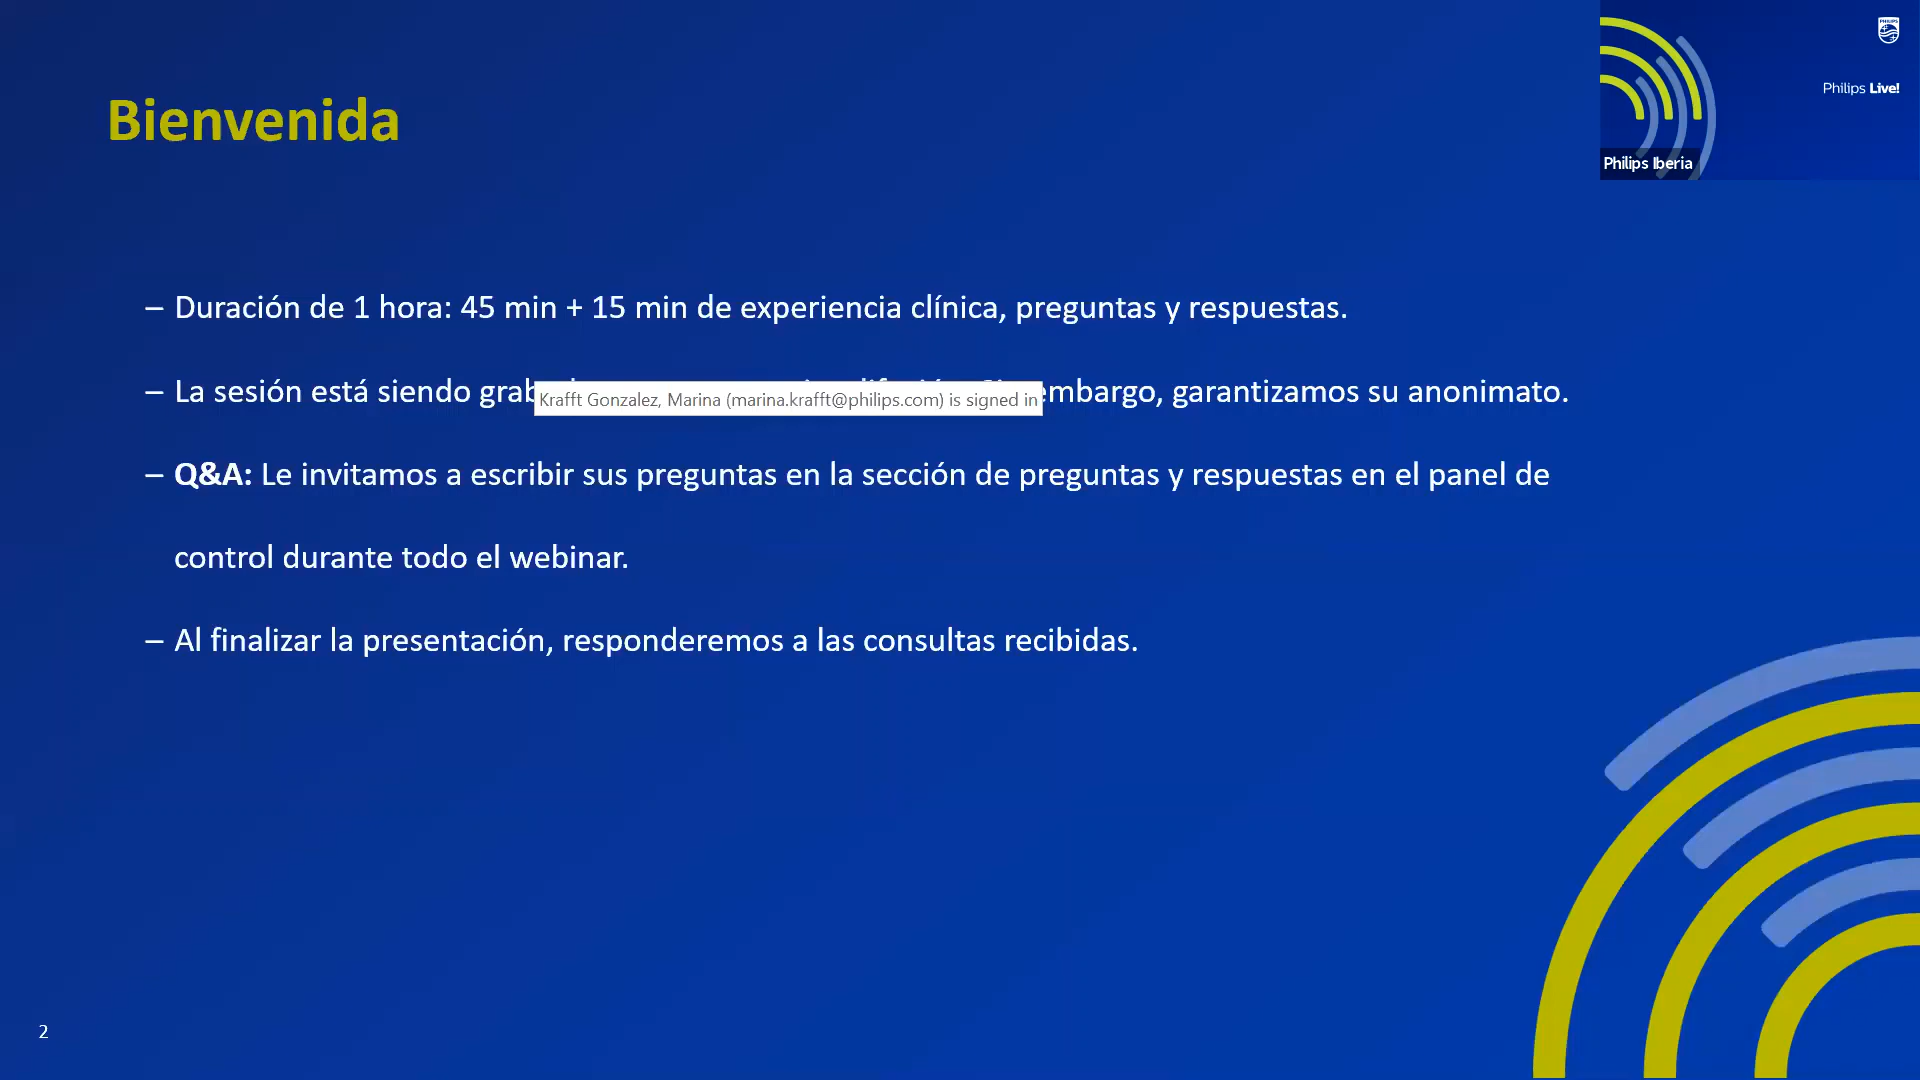 Bienvenida
PHILIPS
Philips Live!
Philips Iberia
– Duración de 1 hora: 45 min + 15 min de experiencia clínica, preguntas y respuestas.
– La sesión está siendo embargo, garantizamos su anonimato.
Krafft Gonzalez, Marina (marina.krafft@philips.com) is signed in
– Q&A: Le invitamos a escribir sus preguntas en la sección de preguntas y respuestas en el panel de
control durante todo el webinar.
– Al finalizar la presentación, responderemos a las consultas recibidas.
2